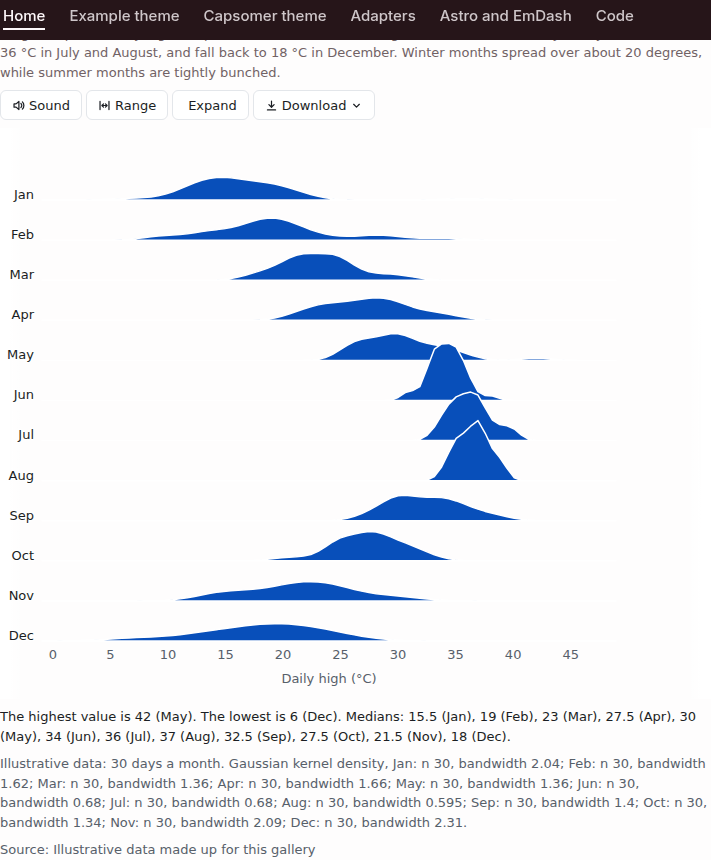 Home Example theme Capsomer theme Adapters Astro and EmDash Code
36 °C in July and August, and fall back to 18 °C in December. Winter months spread over about 20 degrees,
while summer months are tightly bunched.
Sound Range Expand Download
Jan
Feb
Mar
Apr
May
Jun
Jul
Aug
Sep
Oct
Nov
Dec
0 5 10 15 20 25 30 35 40 45
Daily high (°C)
The highest value is 42 (May). The lowest is 6 (Dec). Medians: 15.5 (Jan), 19 (Feb), 23 (Mar), 27.5 (Apr), 30
(May), 34 (Jun), 36 (Jul), 37 (Aug), 32.5 (Sep), 27.5 (Oct), 21.5 (Nov), 18 (Dec).
Illustrative data: 30 days a month. Gaussian kernel density, Jan: n 30, bandwidth 2.04; Feb: n 30, bandwidth
1.62; Mar: n 30, bandwidth 1.36; Apr: n 30, bandwidth 1.66; May: n 30, bandwidth 1.36; Jun: n 30,
bandwidth 0.68; Jul: n 30, bandwidth 0.68; Aug: n 30, bandwidth 0.595; Sep: n 30, bandwidth 1.4; Oct: n 30,
bandwidth 1.34; Nov: n 30, bandwidth 2.09; Dec: n 30, bandwidth 2.31.
Source: Illustrative data made up for this gallery